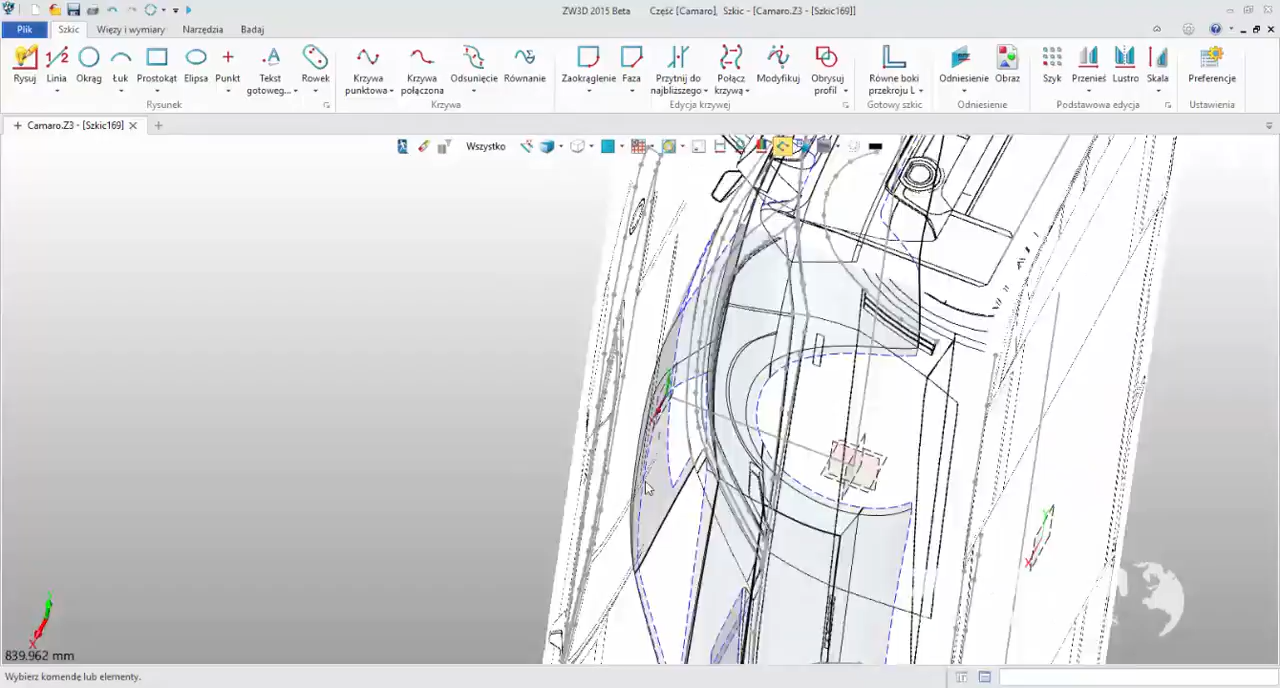 ZW3D 2015 Beta Część [Camaro], Szkic - [Camaro.Z3 - [Szkic169]]
Plik Szkic Więzy i wymiary Narzędzia Badaj
Rysuj Linia Okrąg Łuk Prostokąt Elipsa Punkt Tekst gotoweg... Rowek Krzywa punktowa Krzywa połączona Odsunięcie Równanie Zaokrąglenie Faza Przytnij do najbliższego Połącz krzywą Modyfikuj Obrysuj profil Równe boki przekroju L Odniesienie Obraz Szyk Przenieś Lustro Skala Preferencje
Rysunek Krzywa Edycja krzywej Gotowy szkic Odniesienie Podstawowa edycja Ustawienia
Camaro.Z3 - [Szkic169]
Wszystko
X
X
839.962 mm
Wybierz komendę lub elementy.